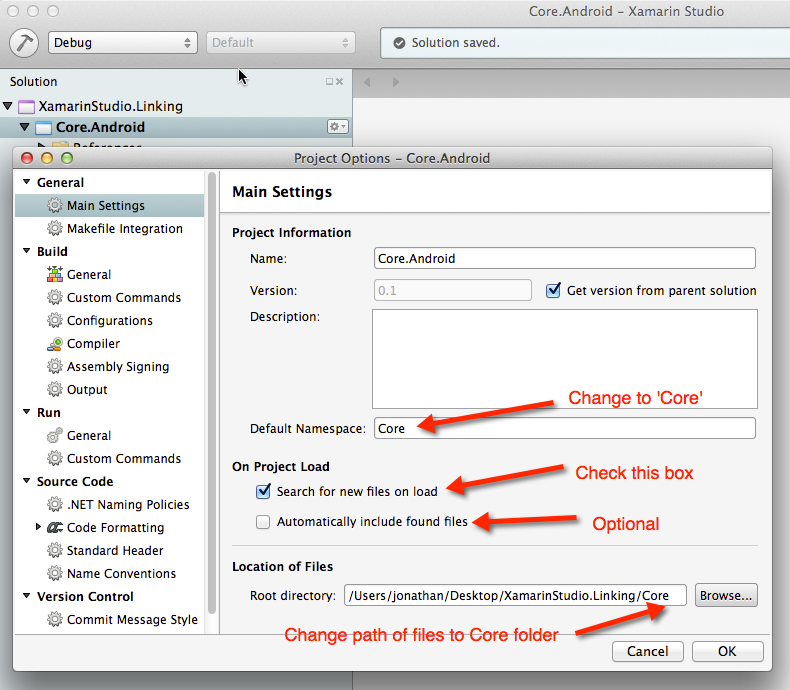 Core.Android – Xamarin Studio
Debug
Default
Solution saved.
Solution
XamarinStudio.Linking
Core.Android
References
Project Options – Core.Android
General
Main Settings
Makefile Integration
Build
General
Custom Commands
Configurations
Compiler
Assembly Signing
Output
Run
General
Custom Commands
Source Code
.NET Naming Policies
Code Formatting
Standard Header
Name Conventions
Version Control
Commit Message Style
Main Settings
Project Information
Name: Core.Android
Version: 0.1 Get version from parent solution
Description:
Change to 'Core'
Default Namespace: Core
On Project Load
Check this box
Search for new files on load
Automatically include found files
Optional
Location of Files
Root directory: /Users/jonathan/Desktop/XamarinStudio.Linking/Core Browse...
Change path of files to Core folder
Cancel OK